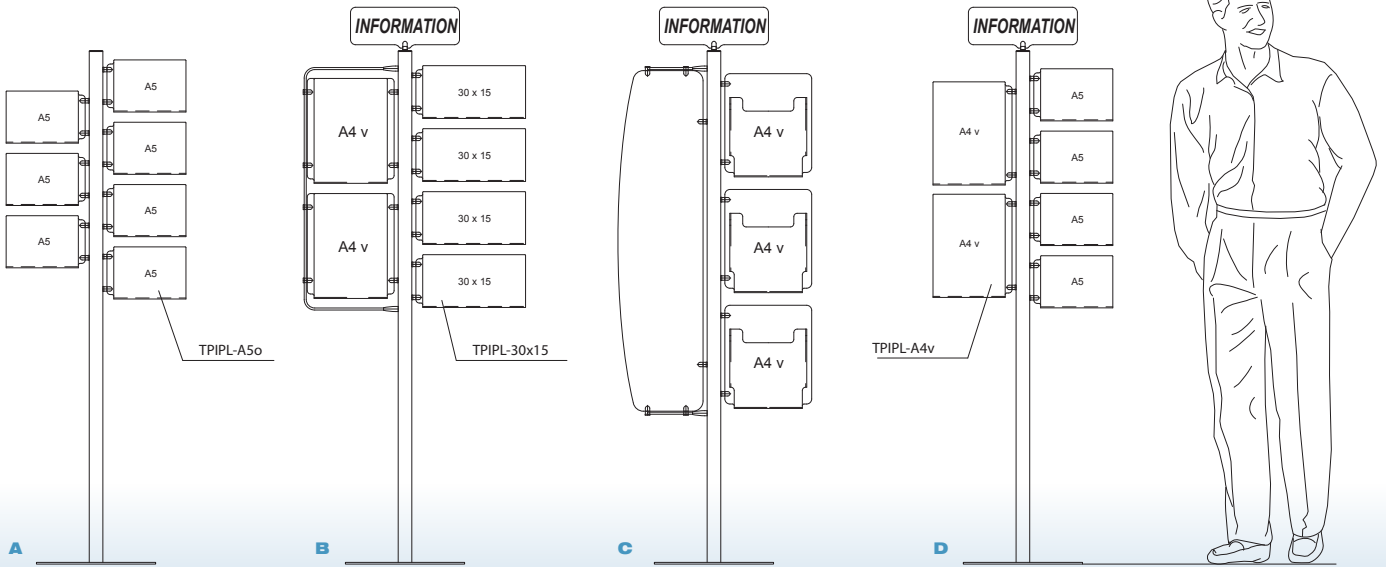 A5
A5
A5
A5
A5
A5
A5
TPIPL-A5o
A
INFORMATION
A4 v
A4 v
30 x 15
30 x 15
30 x 15
30 x 15
TPIPL-30x15
B
INFORMATION
A4 v
A4 v
A4 v
C
INFORMATION
A4 v
A4 v
A5
A5
A5
A5
TPIPL-A4v
D